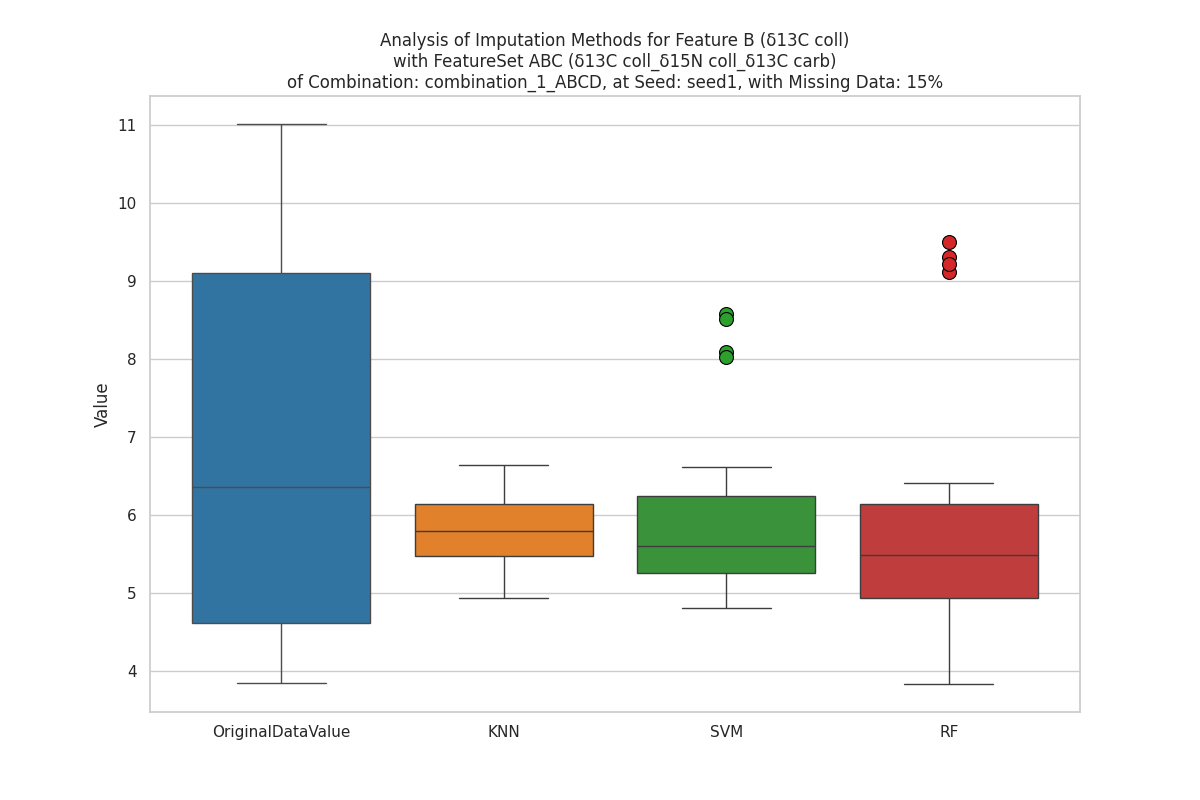 Analysis of Imputation Methods for Feature B (δ13C coll)
with FeatureSet ABC (δ13C coll_δ15N coll_δ13C carb)
of Combination: combination_1_ABCD, at Seed: seed1, with Missing Data: 15%
11
10
9
8
7
6
5
4
Value
OriginalDataValue
KNN
SVM
RF